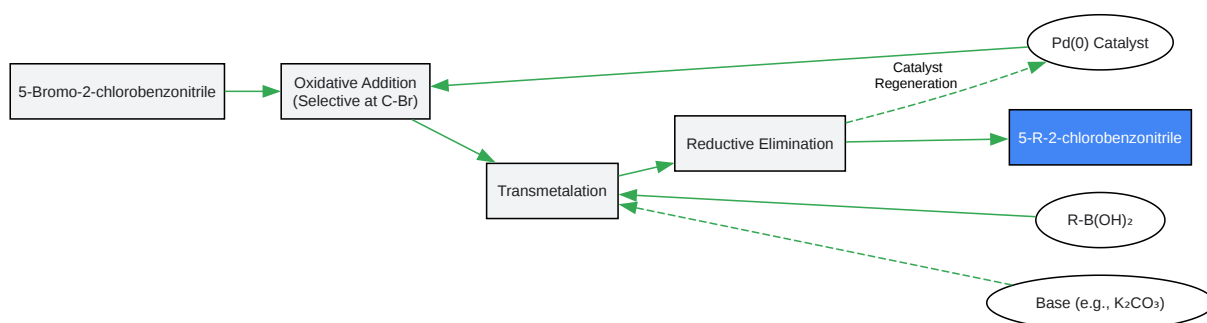 5-Bromo-2-chlorobenzonitrile
Oxidative Addition
(Selective at C-Br)
Transmetalation
Reductive Elimination
Catalyst
Regeneration
Pd(0) Catalyst
5-R-2-chlorobenzonitrile
R-B(OH)₂
Base (e.g., K₂CO₃)